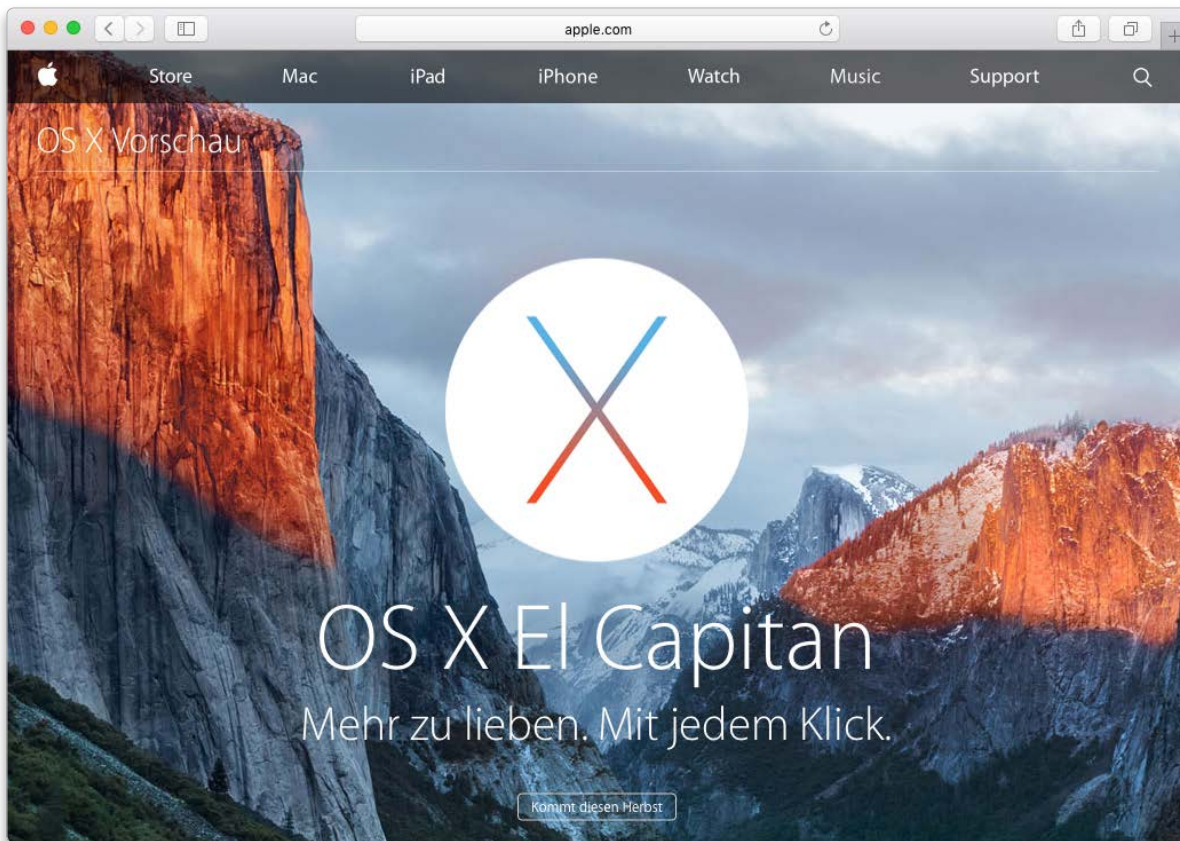 apple.com
Store Mac iPad iPhone Watch Music Support
OS X Vorschau
X
OS X El Capitan
Mehr zu lieben. Mit jedem Klick.
Kommt diesen Herbst